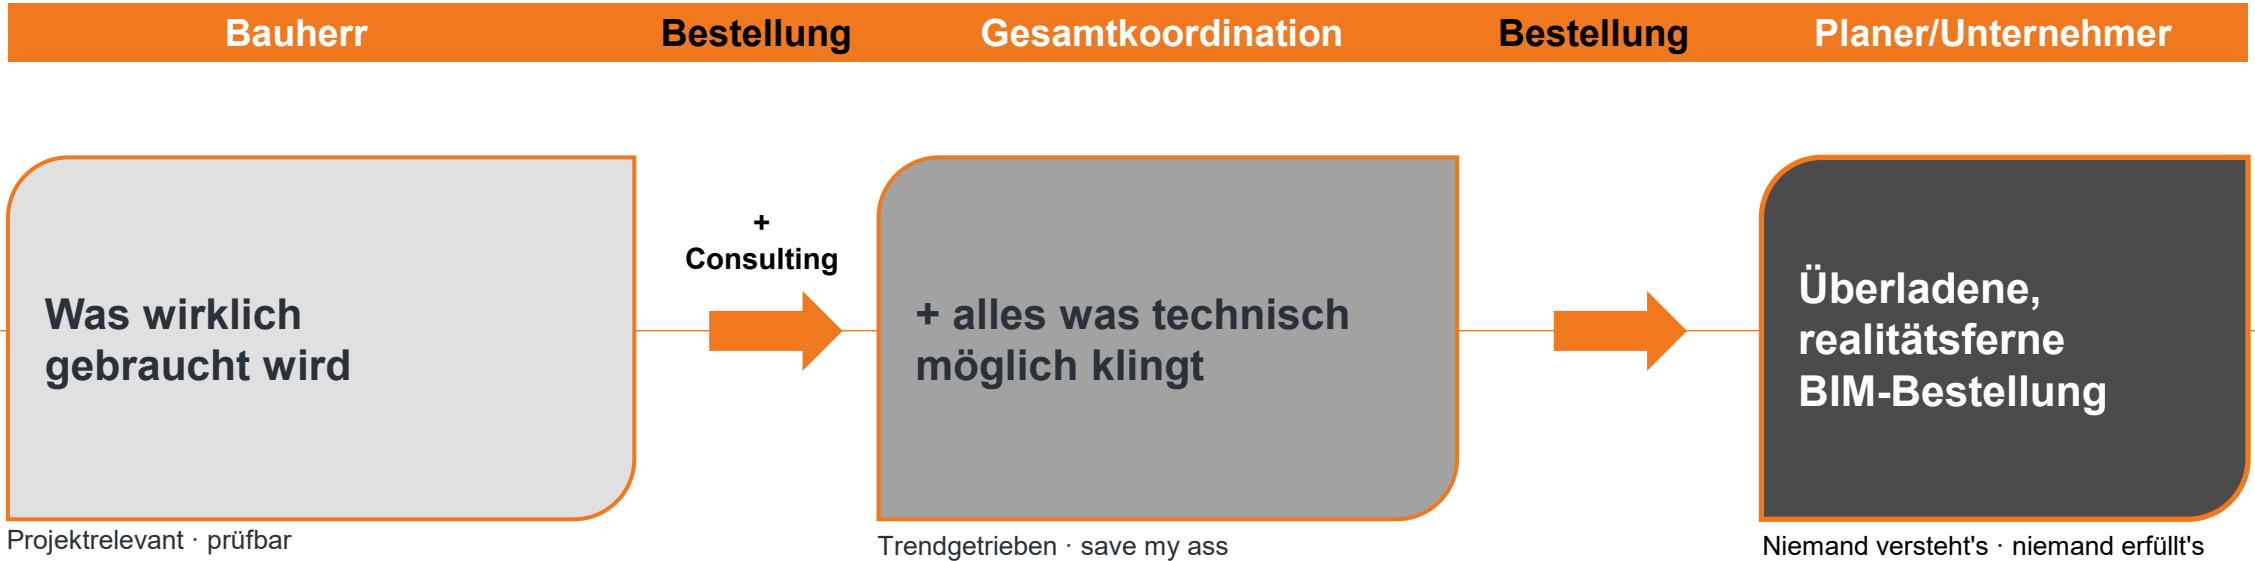 Bauherr Bestellung Gesamtkoordination Bestellung Planer/Unternehmer
Was wirklich
gebraucht wird
Projektrelevant · prüfbar
+
Consulting
+ alles was technisch
möglich klingt
Trendgetrieben · save my ass
Überladene,
realitätsferne
BIM-Bestellung
Niemand versteht's · niemand erfüllt's